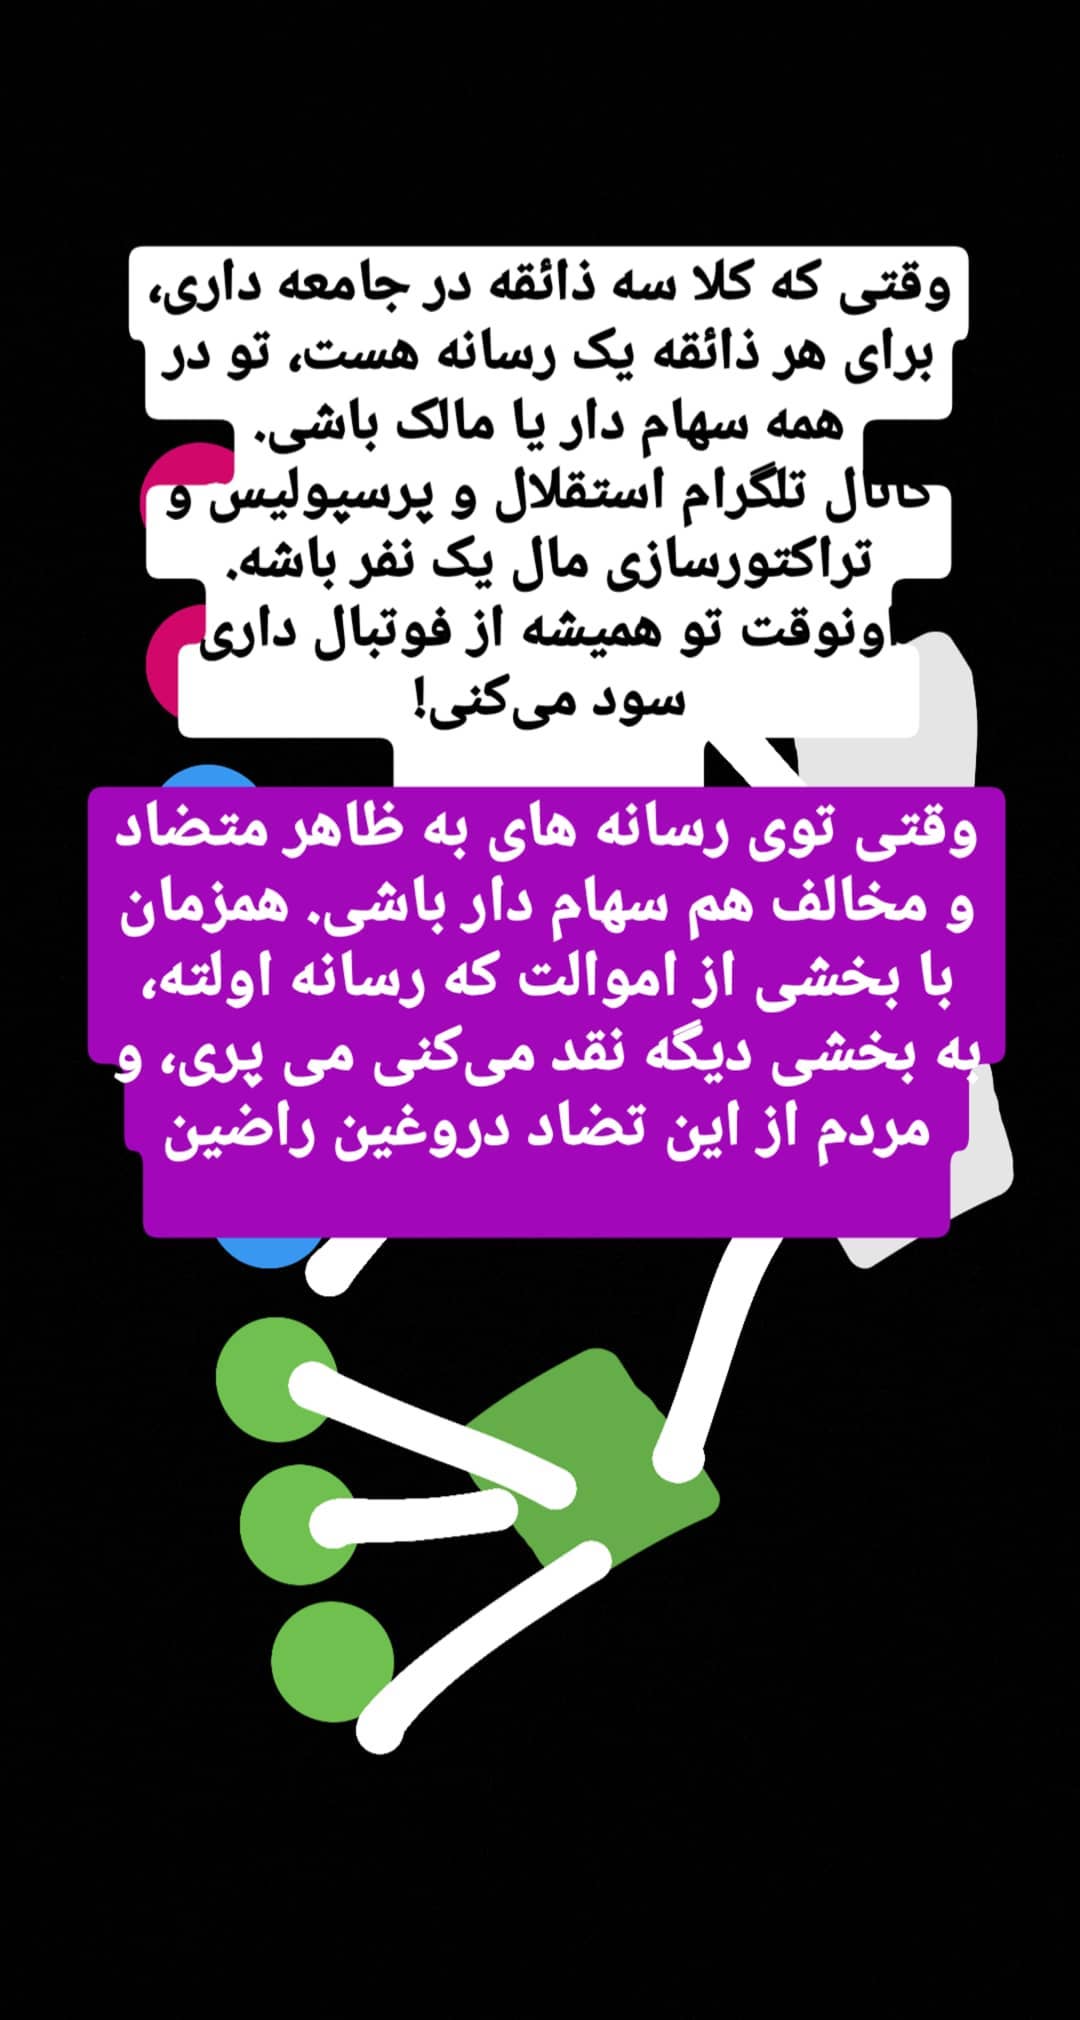 وقتی که کلا سه ذائقه در جامعه داری،
برای هر ذائقه یک رسانه هست، تو در
همه سهام دار یا مالک باشی.
کانال تلگرام استقلال و پرسپولیس و
تراکتورسازی مال یک نفر باشه.
اونوقت تو همیشه از فوتبال داری
سود می‌کنی!
وقتی توی رسانه های به ظاهر متضاد
و مخالف هم سهام دار باشی. همزمان
با بخشی از اموالت که رسانه اولته،
به بخشی دیگه نقد می‌کنی می پری، و
مردم از این تضاد دروغین راضین